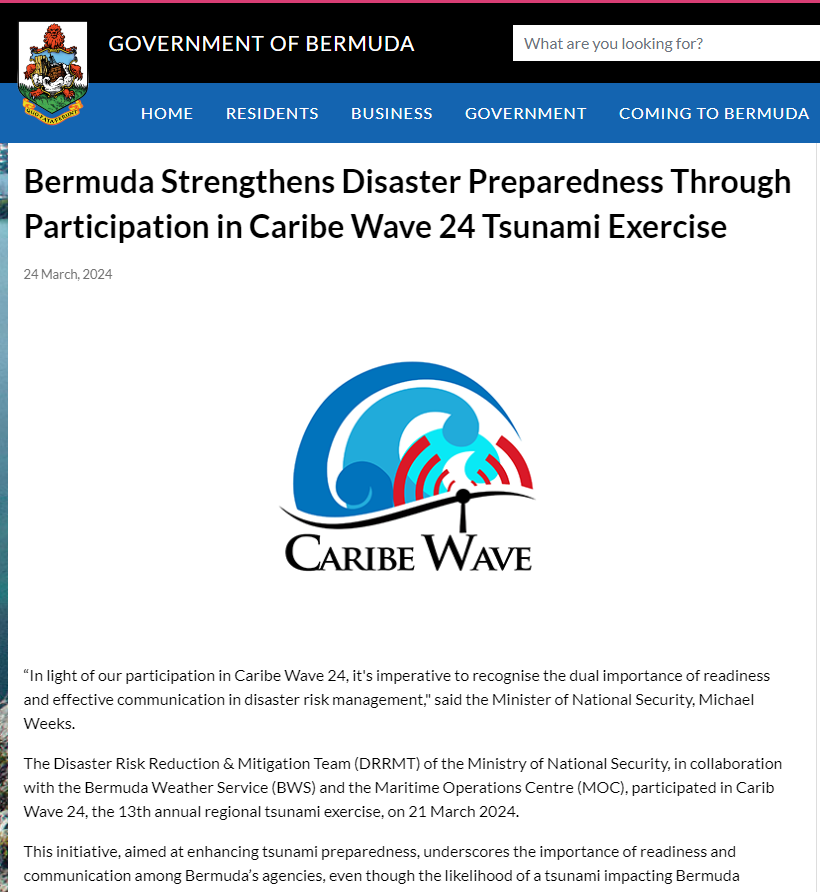 GOVERNMENT OF BERMUDA
What are you looking for?
HOME RESIDENTS BUSINESS GOVERNMENT COMING TO BERMUDA
Bermuda Strengthens Disaster Preparedness Through
Participation in Caribe Wave 24 Tsunami Exercise
24 March, 2024
CARIBE WAVE
“In light of our participation in Caribe Wave 24, it's imperative to recognise the dual importance of readiness
and effective communication in disaster risk management," said the Minister of National Security, Michael
Weeks.
The Disaster Risk Reduction & Mitigation Team (DRRMT) of the Ministry of National Security, in collaboration
with the Bermuda Weather Service (BWS) and the Maritime Operations Centre (MOC), participated in Carib
Wave 24, the 13th annual regional tsunami exercise, on 21 March 2024.
This initiative, aimed at enhancing tsunami preparedness, underscores the importance of readiness and
communication among Bermuda’s agencies, even though the likelihood of a tsunami impacting Bermuda